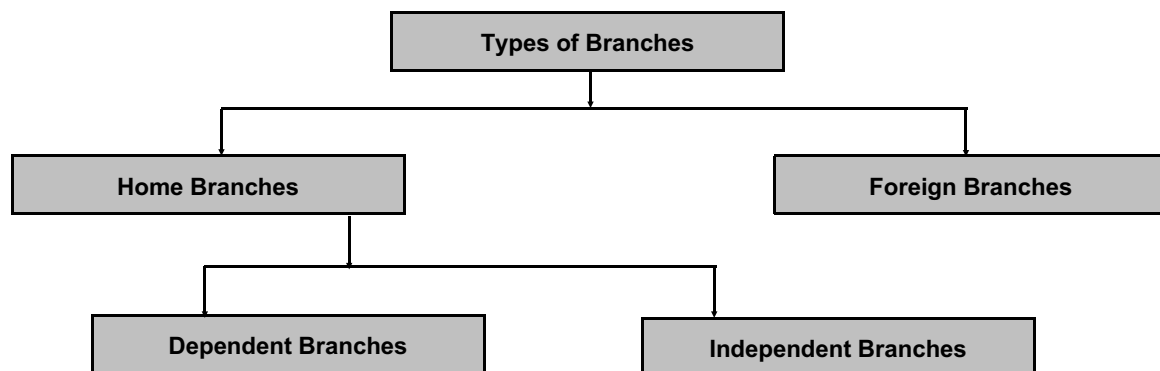 Types of Branches
Home Branches
Foreign Branches
Dependent Branches
Independent Branches